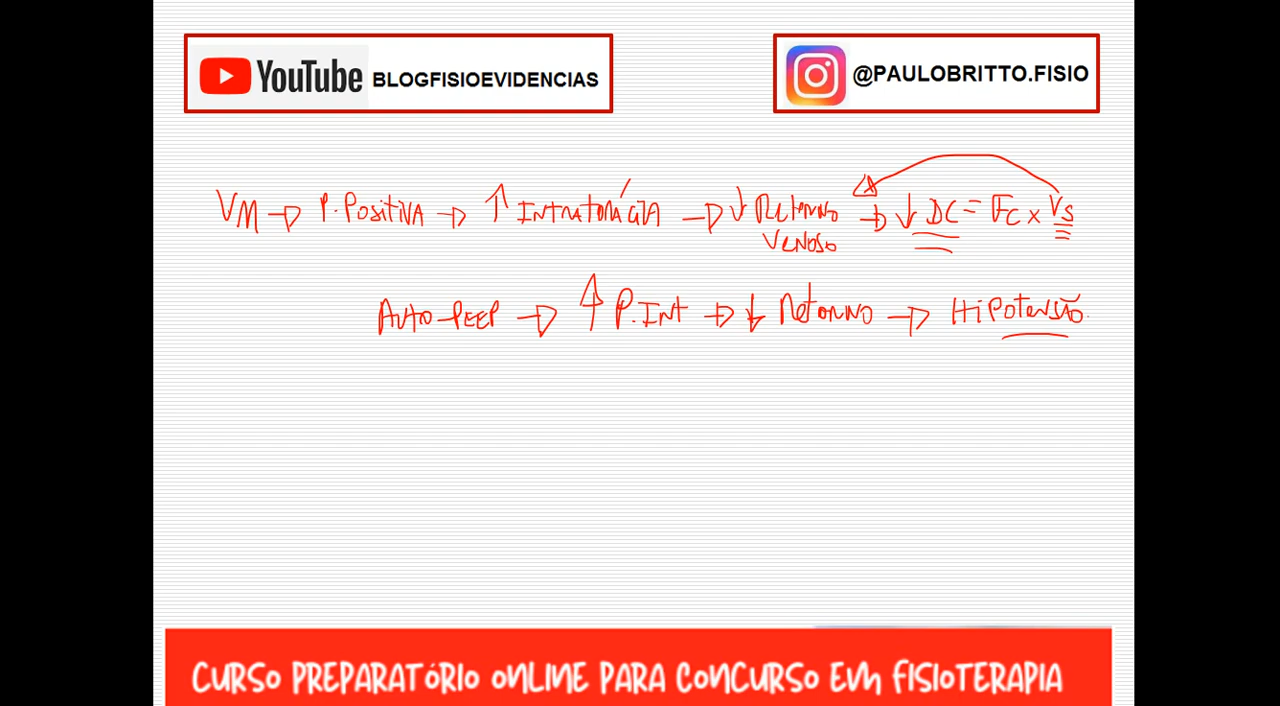 YouTube BLOGFISIOEVIDENCIAS
@PAULOBRITTO.FISIO
VM → P. Positiva → ↑ Intratorácica → ↓ Retorno → ↓ DC = FC x VS
Venoso
Auto-PEEP → ↑ P. Int → ↓ Retorno → Hipotensão.
CURSO PREPARATÓRIO ONLINE PARA CONCURSO EM FISIOTERAPIA